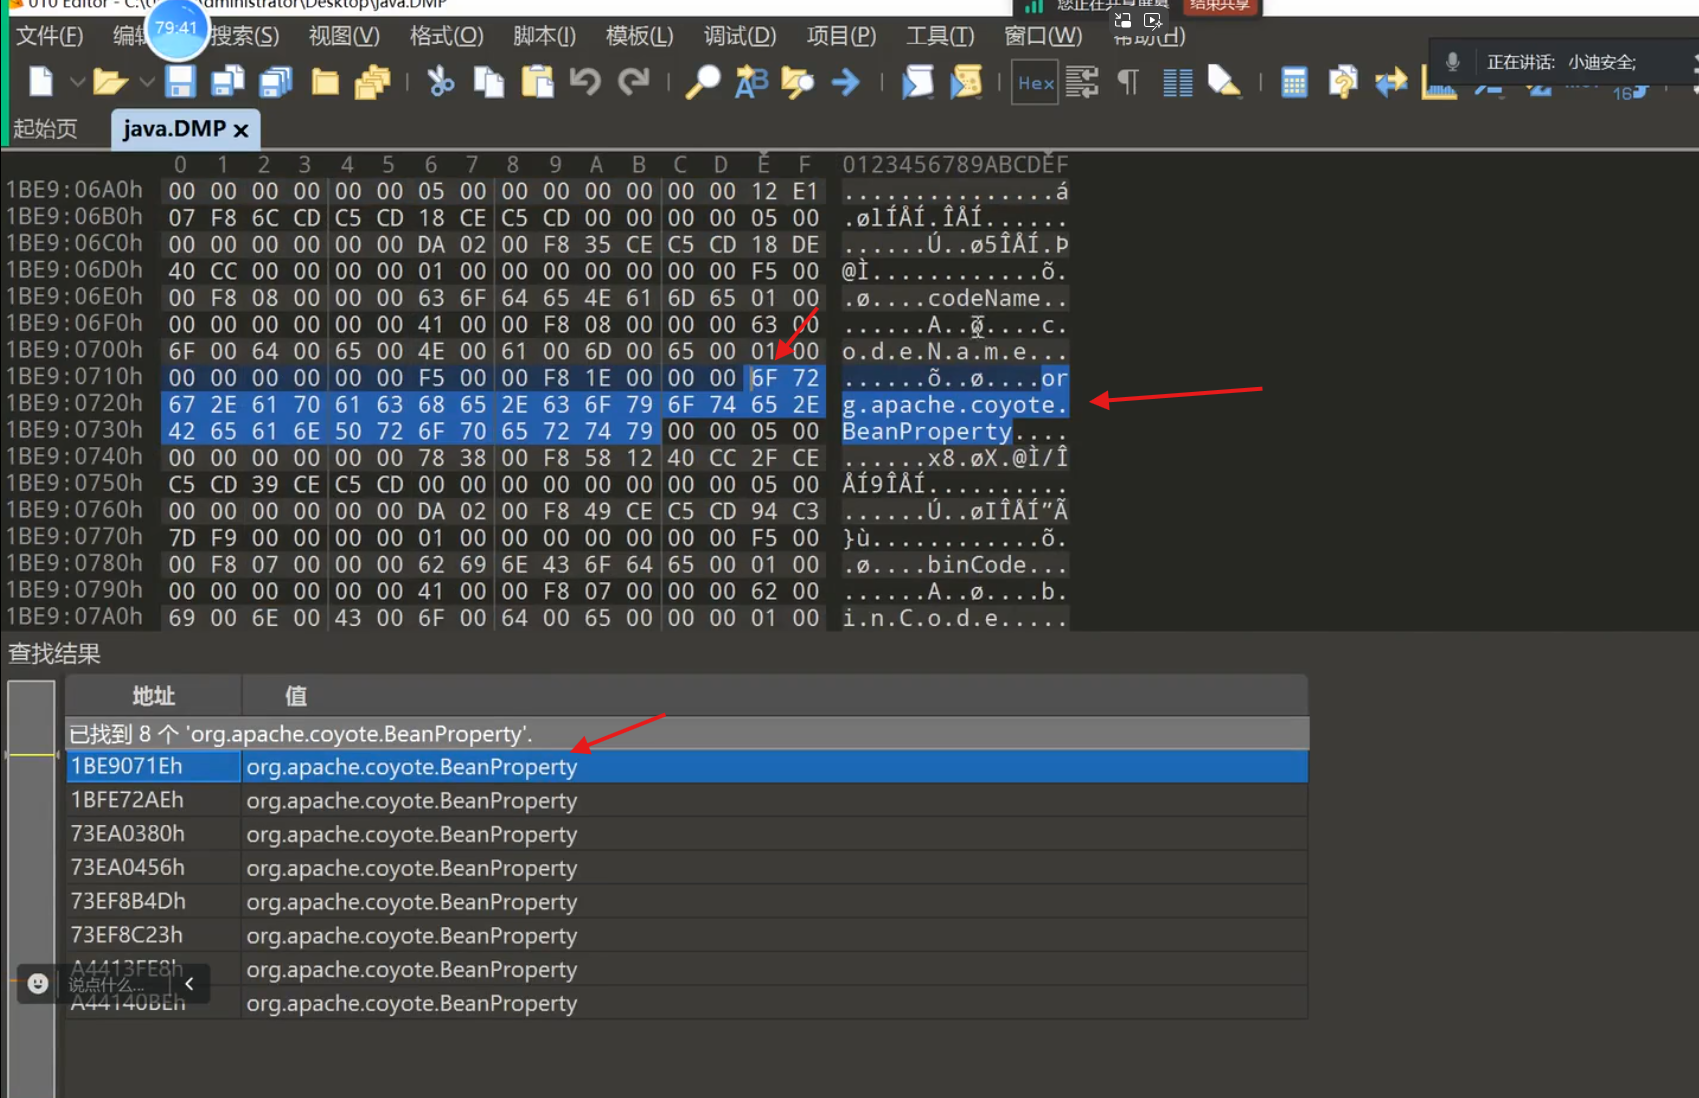 010 Editor - C:\Users\Administrator\Desktop\java.DMP
您正在共享屏幕 结束共享
79:41
文件(F) 编辑 搜索(S) 视图(V) 格式(O) 脚本(I) 模板(L) 调试(D) 项目(P) 工具(T) 窗口(W) 帮助(H)
正在讲话: 小迪安全;
Hex
16
起始页 java.DMP x
0 1 2 3 4 5 6 7 8 9 A B C D E F 0123456789ABCDEF
1BE9:06A0h 00 00 00 00 00 00 05 00 00 00 00 00 00 00 12 E1 ...............á
1BE9:06B0h 07 F8 6C CD C5 CD 18 CE C5 CD 00 00 00 00 05 00 .ølÍÅÍ.ÎÅÍ......
1BE9:06C0h 00 00 00 00 00 00 DA 02 00 F8 35 CE C5 CD 18 DE ......Ú..ø5ÎÅÍ.Þ
1BE9:06D0h 40 CC 00 00 00 00 01 00 00 00 00 00 00 00 F5 00 @Ì............õ.
1BE9:06E0h 00 F8 08 00 00 00 63 6F 64 65 4E 61 6D 65 01 00 .ø....codeName..
1BE9:06F0h 00 00 00 00 00 00 41 00 00 F8 08 00 00 00 63 00 ......A..ø....c.
1BE9:0700h 6F 00 64 00 65 00 4E 00 61 00 6D 00 65 00 01 00 o.d.e.N.a.m.e...
1BE9:0710h 00 00 00 00 00 00 F5 00 00 F8 1E 00 00 00 6F 72 ......õ..ø....or
1BE9:0720h 67 2E 61 70 61 63 68 65 2E 63 6F 79 6F 74 65 2E g.apache.coyote.
1BE9:0730h 42 65 61 6E 50 72 6F 70 65 72 74 79 00 00 05 00 BeanProperty....
1BE9:0740h 00 00 00 00 00 00 78 38 00 F8 58 12 40 CC 2F CE ......x8.øX.@Ì/Î
1BE9:0750h C5 CD 39 CE C5 CD 00 00 00 00 00 00 00 00 05 00 ÅÍ9ÎÅÍ..........
1BE9:0760h 00 00 00 00 00 00 DA 02 00 F8 49 CE C5 CD 94 C3 ......Ú..øIÎÅÍ”Ã
1BE9:0770h 7D F9 00 00 00 00 01 00 00 00 00 00 00 00 F5 00 }ù............õ.
1BE9:0780h 00 F8 07 00 00 00 62 69 6E 43 6F 64 65 00 01 00 .ø....binCode...
1BE9:0790h 00 00 00 00 00 00 41 00 00 F8 07 00 00 00 62 00 ......A..ø....b.
1BE9:07A0h 69 00 6E 00 43 00 6F 00 64 00 65 00 00 00 01 00 i.n.C.o.d.e.....
查找结果
地址 值
已找到 8 个 'org.apache.coyote.BeanProperty'.
1BE9071Eh org.apache.coyote.BeanProperty
1BFE72AEh org.apache.coyote.BeanProperty
73EA0380h org.apache.coyote.BeanProperty
73EA0456h org.apache.coyote.BeanProperty
73EF8B4Dh org.apache.coyote.BeanProperty
73EF8C23h org.apache.coyote.BeanProperty
A4413FE8h org.apache.coyote.BeanProperty
说点什么...
A44140BEh org.apache.coyote.BeanProperty